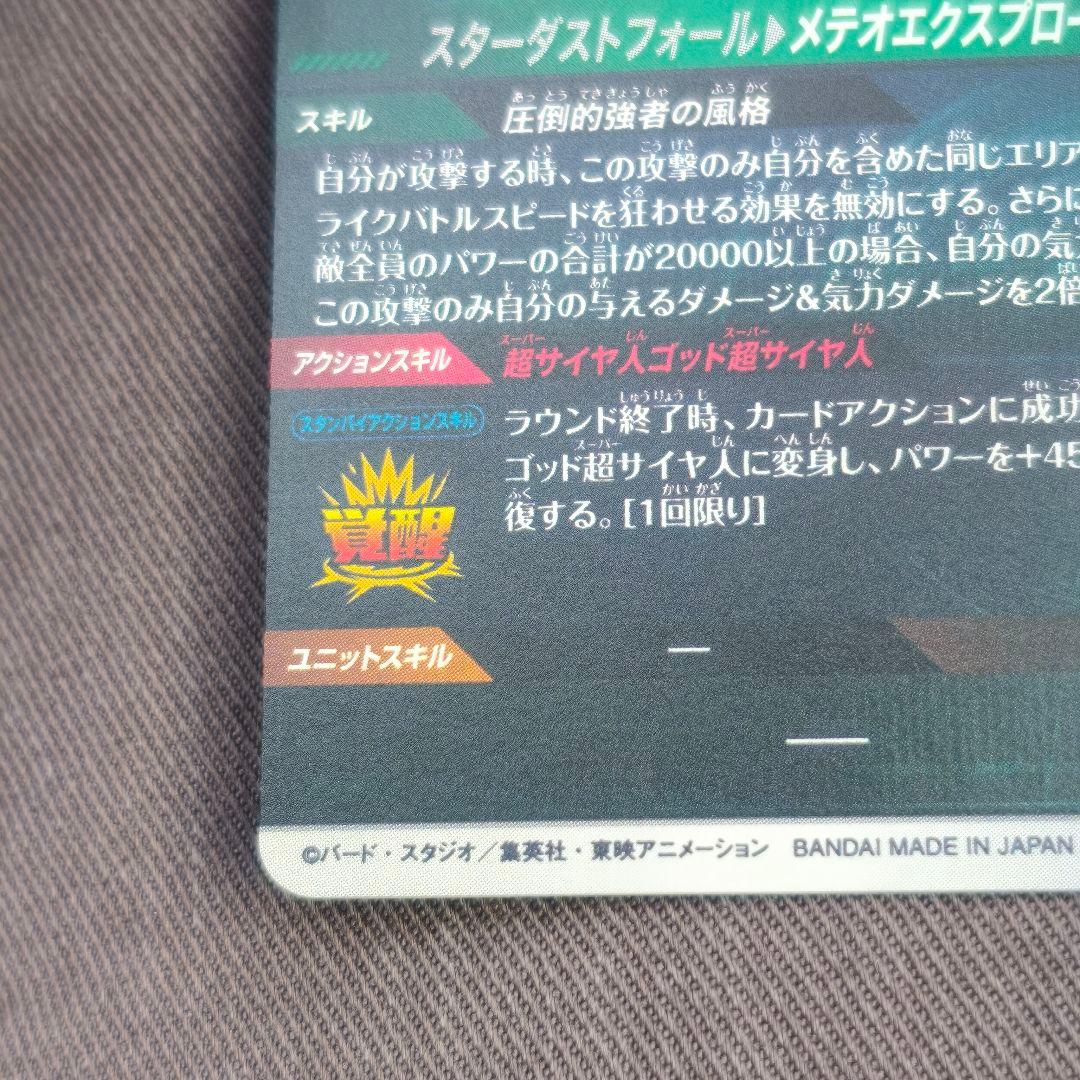 スターダストフォール▶メテオエクスプロー
スキル 圧倒的強者の風格
自分が攻撃する時、この攻撃のみ自分を含めた同じエリア
ライクバトルスピードを狂わせる効果を無効にする。さらに
敵全員のパワーの合計が20000以上の場合、自分の気
この攻撃のみ自分の与えるダメージ&気力ダメージを2倍
アクションスキル 超サイヤ人ゴッド超サイヤ人
スタンバイアクションスキル
ラウンド終了時、カードアクションに成功
ゴッド超サイヤ人に変身し、パワーを+45
復する。[1回限り]
覚醒
ユニットスキル —
—
©バード・スタジオ／集英社・東映アニメーション BANDAI MADE IN JAPAN